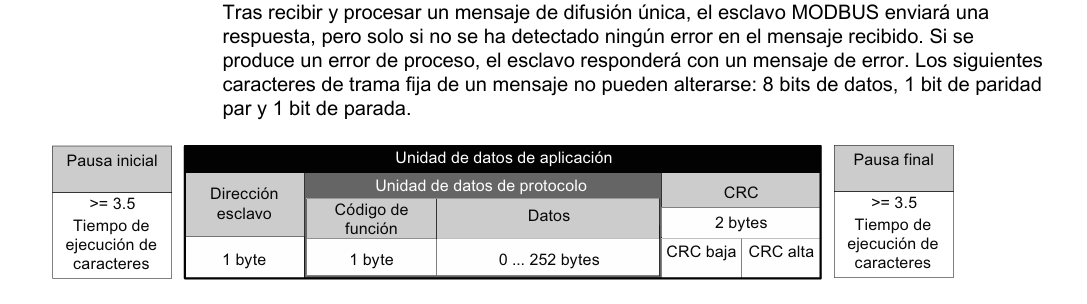 Tras recibir y procesar un mensaje de difusión única, el esclavo MODBUS enviará una
respuesta, pero solo si no se ha detectado ningún error en el mensaje recibido. Si se
produce un error de proceso, el esclavo responderá con un mensaje de error. Los siguientes
caracteres de trama fija de un mensaje no pueden alterarse: 8 bits de datos, 1 bit de paridad
par y 1 bit de parada.
Pausa inicial
>= 3.5
Tiempo de
ejecución de
caracteres
Unidad de datos de aplicación
Dirección
esclavo
1 byte
Unidad de datos de protocolo
Código de
función
1 byte
Datos
0 ... 252 bytes
CRC
2 bytes
CRC baja
CRC alta
Pausa final
>= 3.5
Tiempo de
ejecución de
caracteres